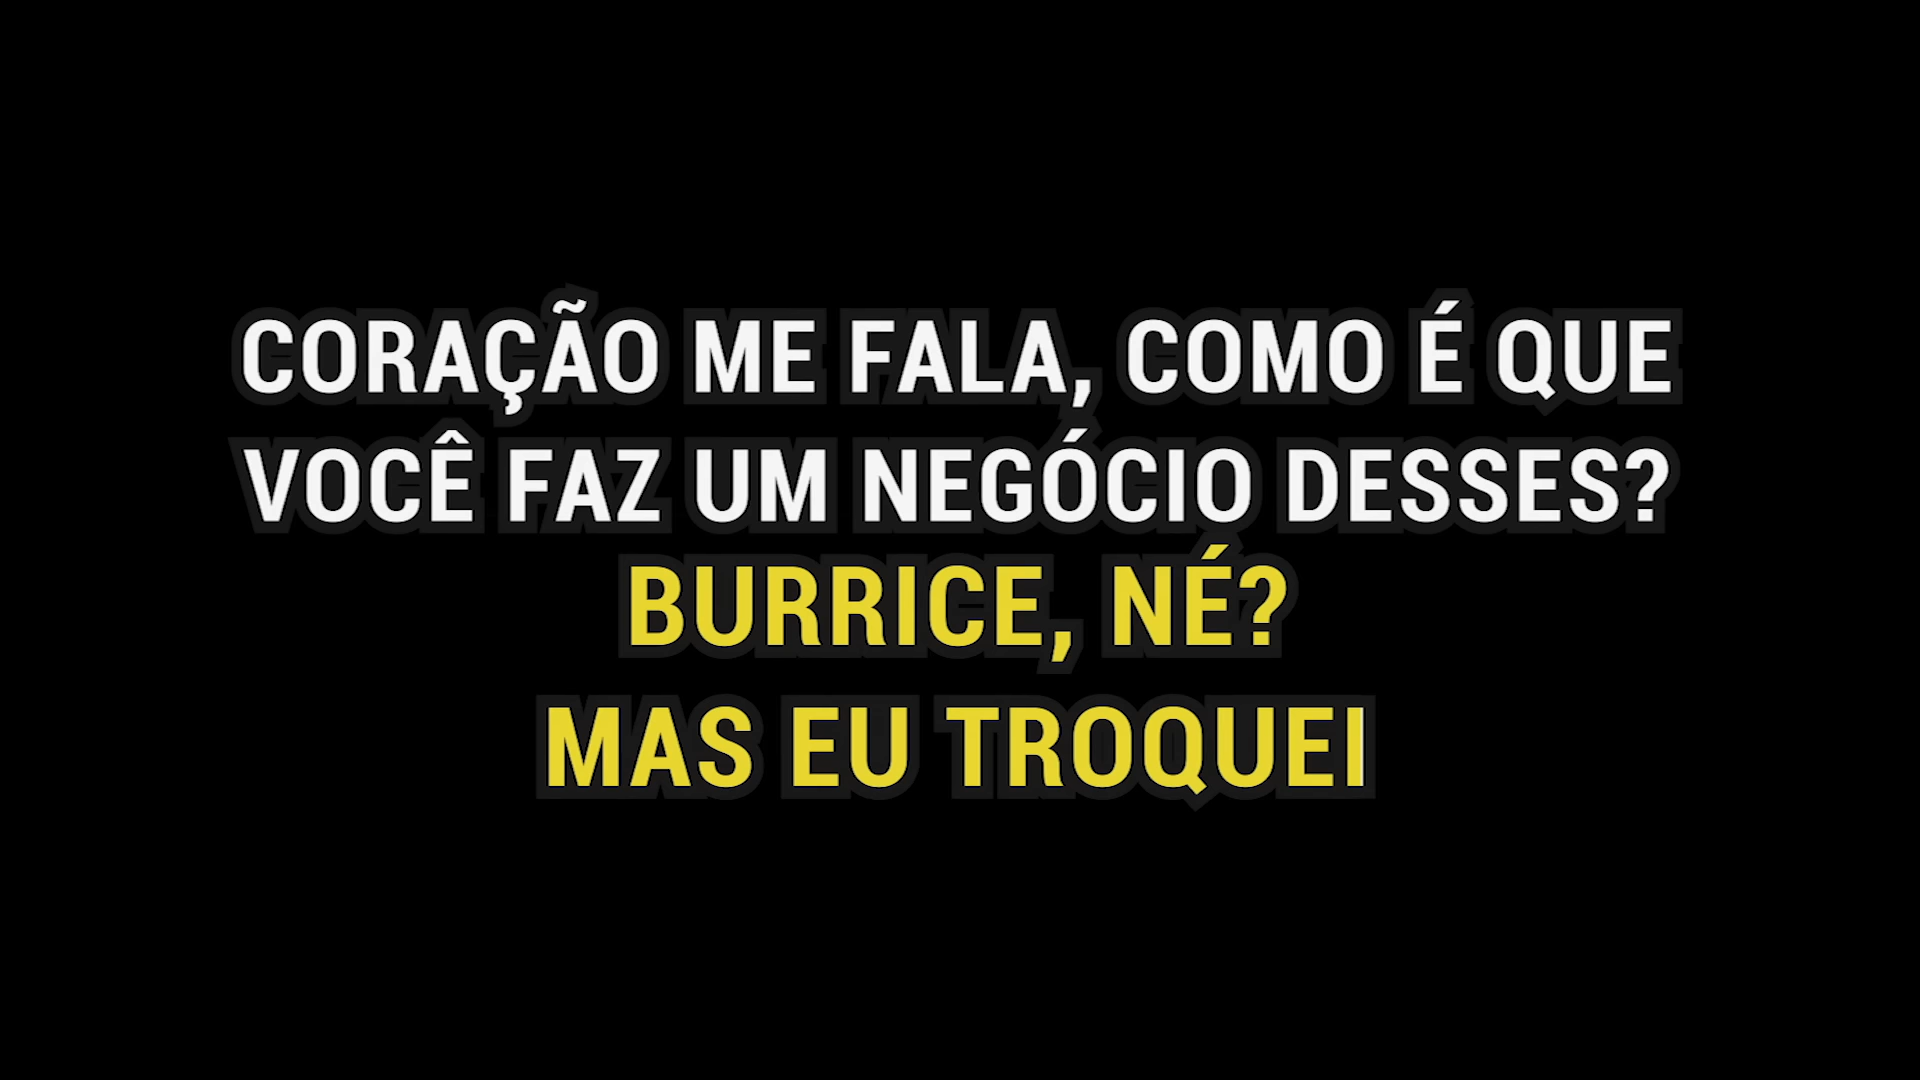 CORAÇÃO ME FALA, COMO É QUE
VOCÊ FAZ UM NEGÓCIO DESSES?
BURRICE, NÉ?
MAS EU TROQUEI